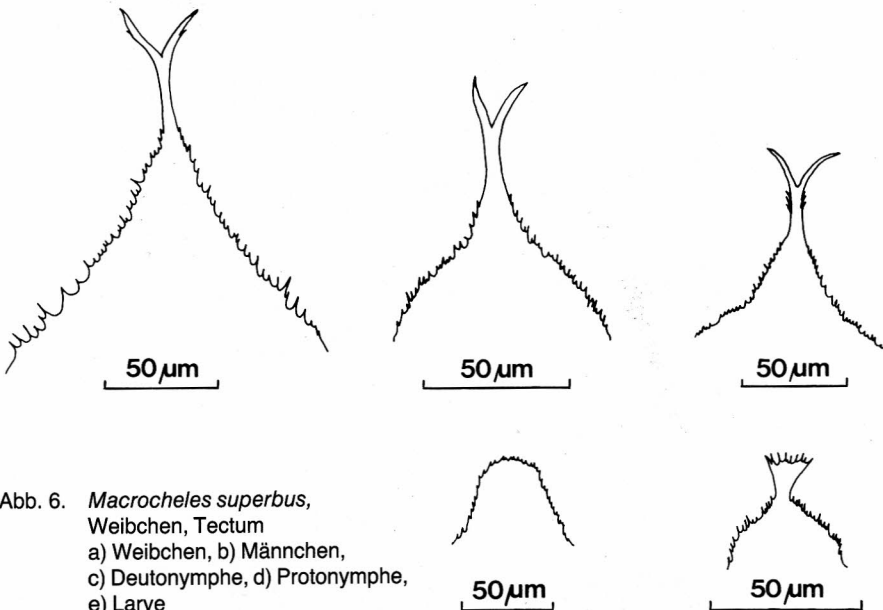 50 µm
50 µm
50 µm
Abb. 6. Macrocheles superbus,
Weibchen, Tectum
a) Weibchen, b) Männchen,
c) Deutonymphe, d) Protonymphe,
e) Larve
50 µm
50 µm